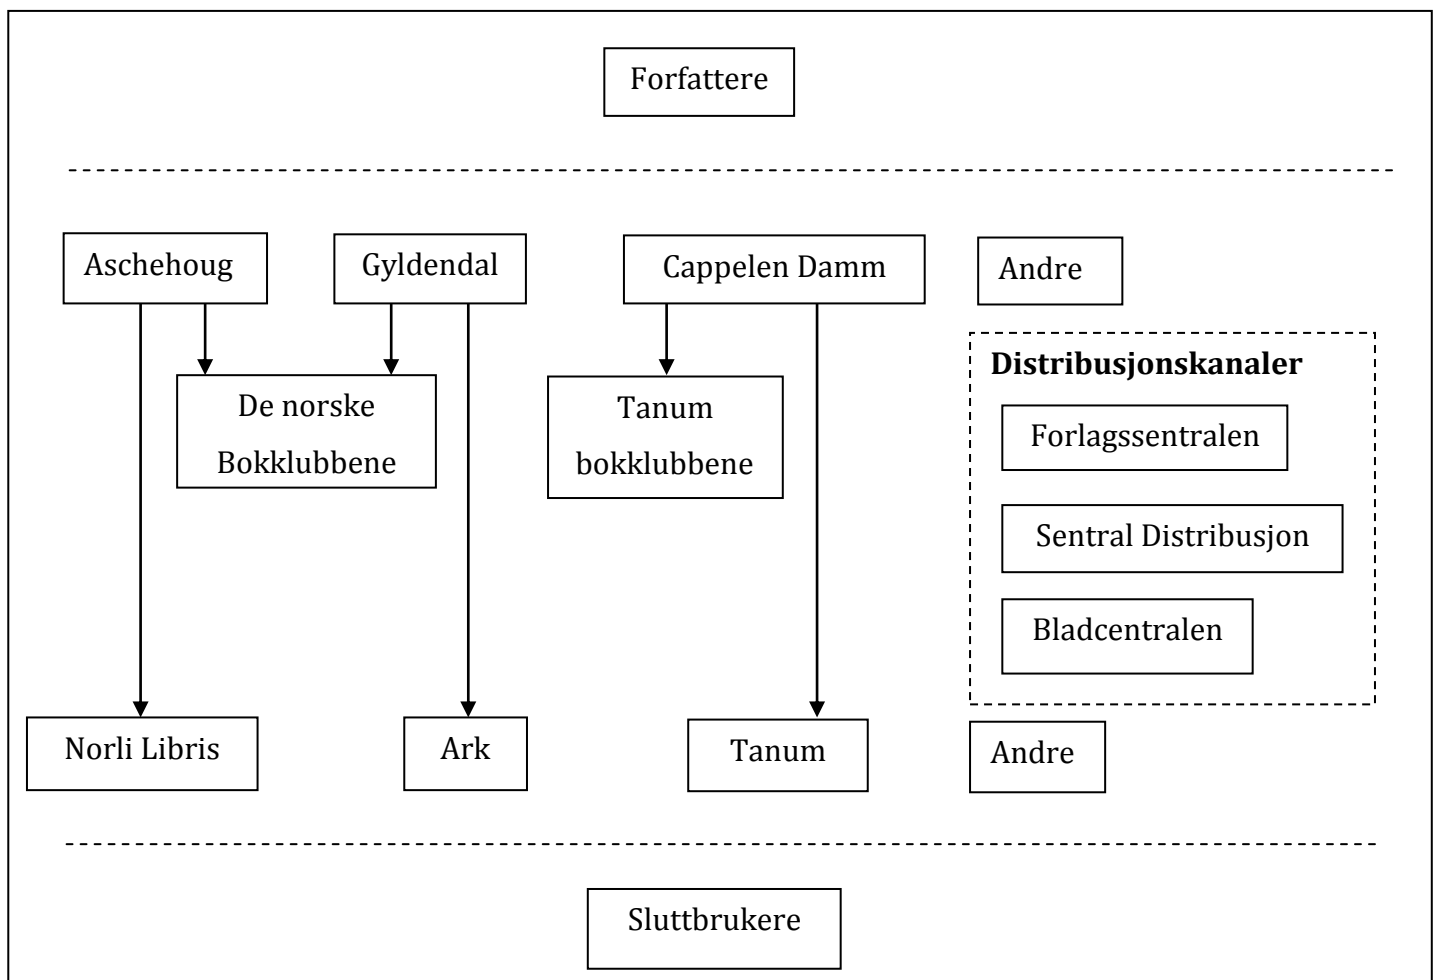 Forfattere
Aschehoug
Gyldendal
Cappelen Damm
Andre
De norske
Bokklubbene
Tanum
bokklubbene
Distribusjonskanaler
Forlagssentralen
Sentral Distribusjon
Bladcentralen
Norli Libris
Ark
Tanum
Andre
Sluttbrukere